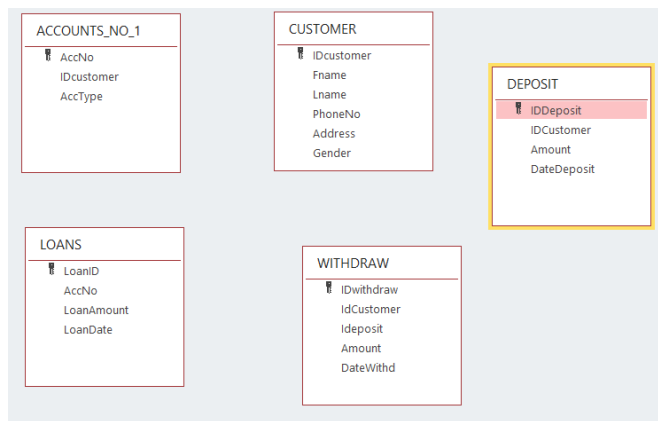 ACCOUNTS_NO_1
AccNo
IDcustomer
AccType
CUSTOMER
IDcustomer
Fname
Lname
PhoneNo
Address
Gender
DEPOSIT
IDDeposit
IDCustomer
Amount
DateDeposit
LOANS
LoanID
AccNo
LoanAmount
LoanDate
WITHDRAW
IDwithdraw
IdCustomer
Ideposit
Amount
DateWithd